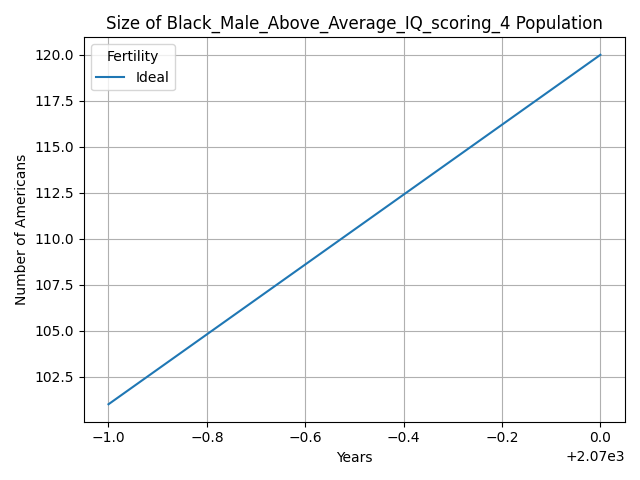 Size of Black_Male_Above_Average_IQ_scoring_4 Population
Fertility
Ideal
120.0
117.5
115.0
112.5
110.0
107.5
105.0
102.5
Number of Americans
−1.0 −0.8 −0.6 −0.4 −0.2 0.0
Years
+2.07e3